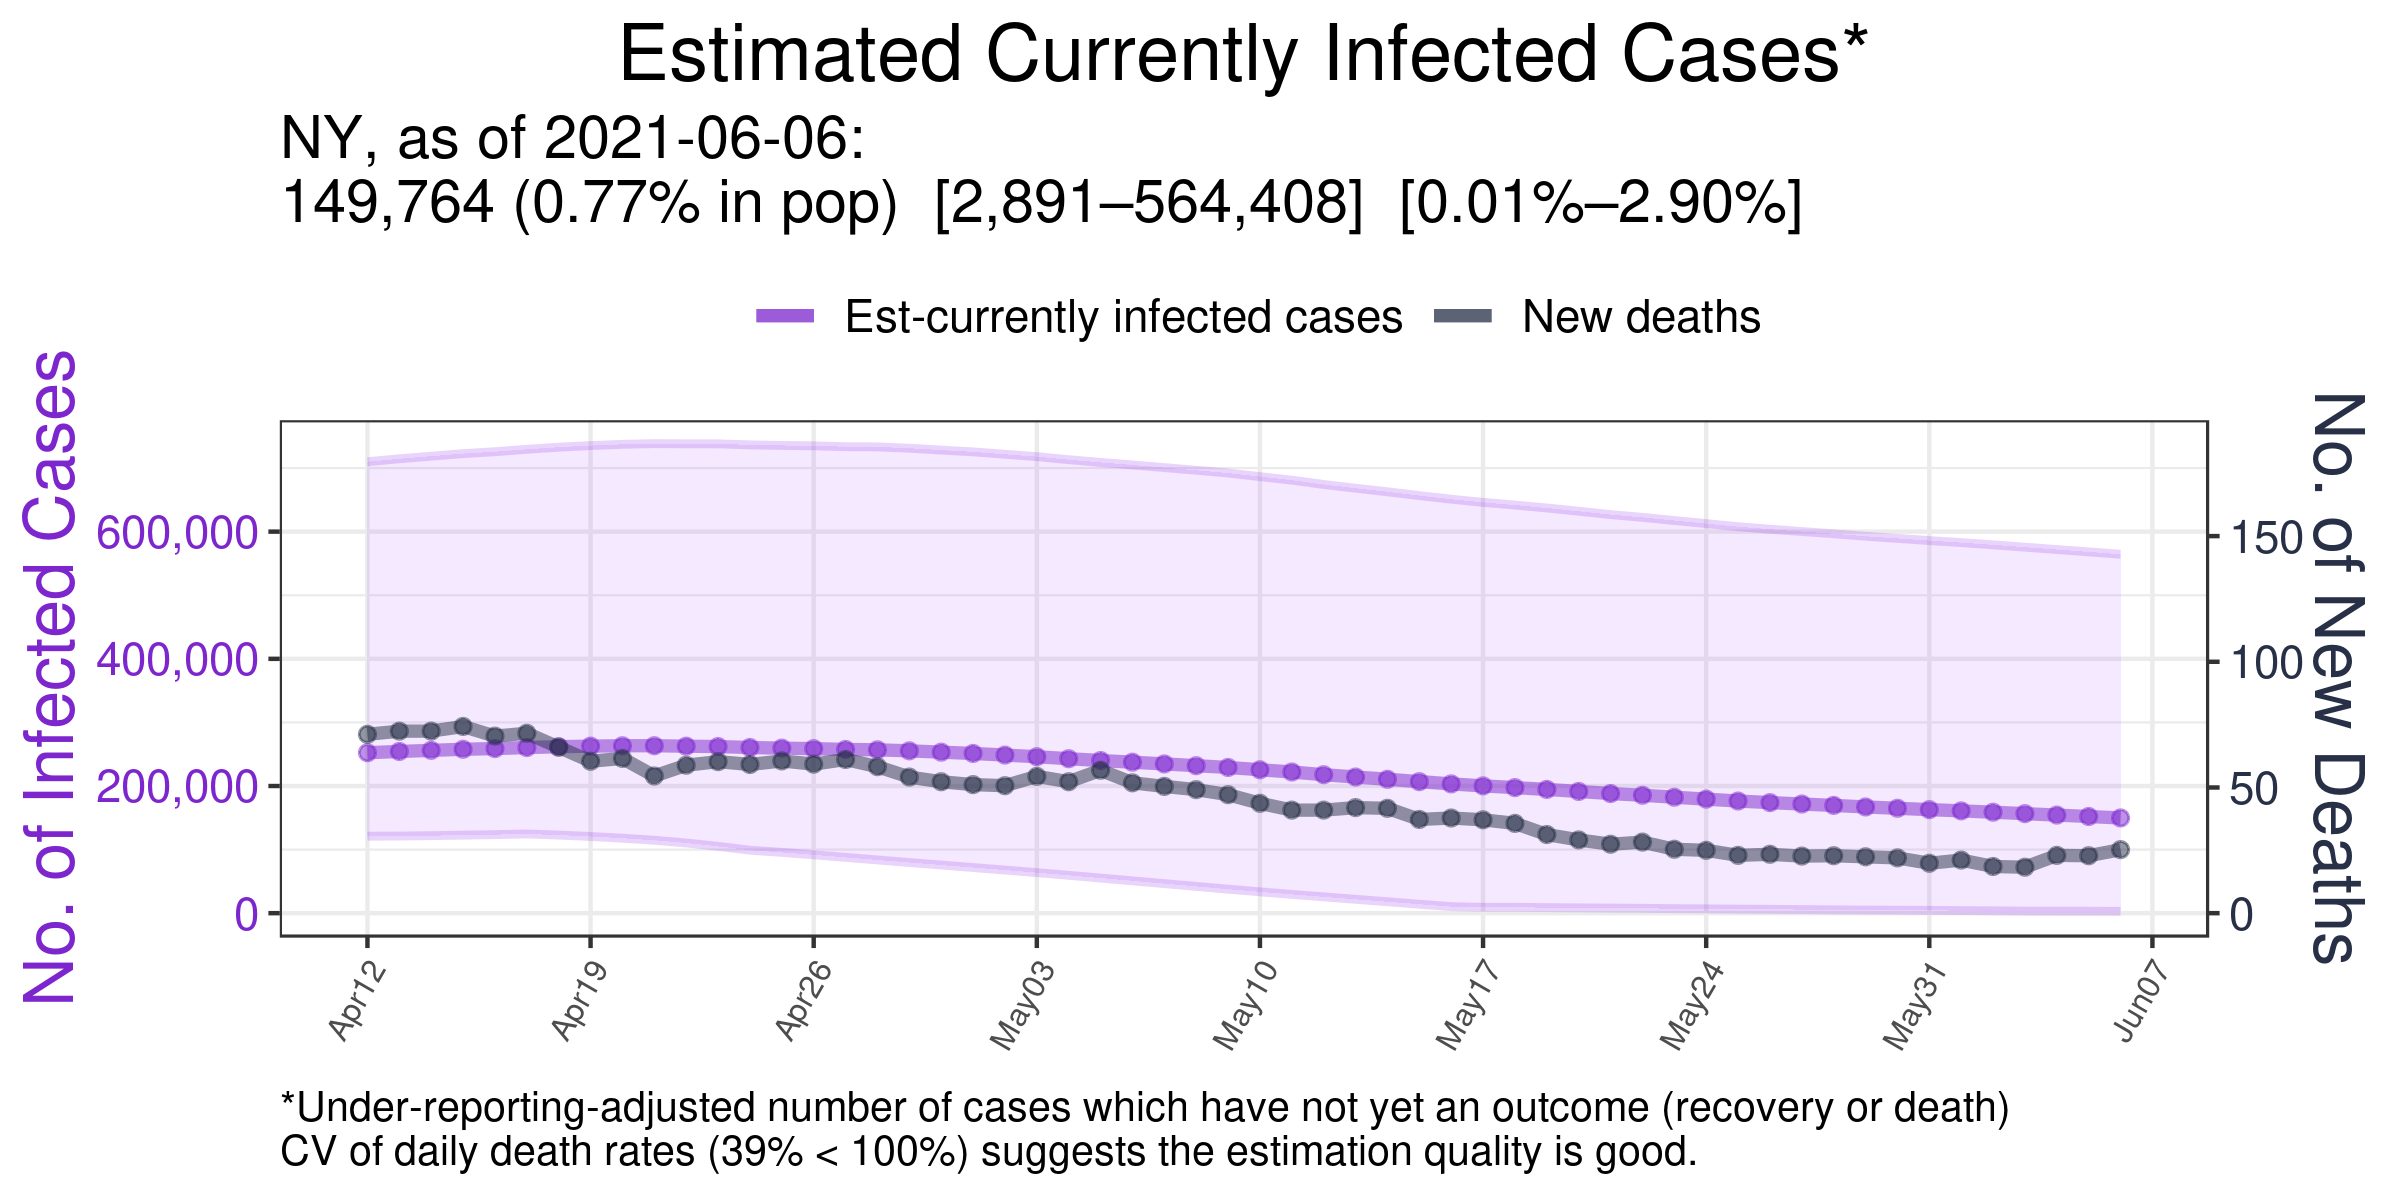 Estimated Currently Infected Cases*
NY, as of 2021-06-06:
149,764 (0.77% in pop)  [2,891–564,408]  [0.01%–2.90%]
Est-currently infected cases
New deaths
No. of Infected Cases
600,000
400,000
200,000
0
150
100
50
0
No. of New Deaths
Apr12
Apr19
Apr26
May03
May10
May17
May24
May31
Jun07
*Under-reporting-adjusted number of cases which have not yet an outcome (recovery or death)
CV of daily death rates (39% < 100%) suggests the estimation quality is good.